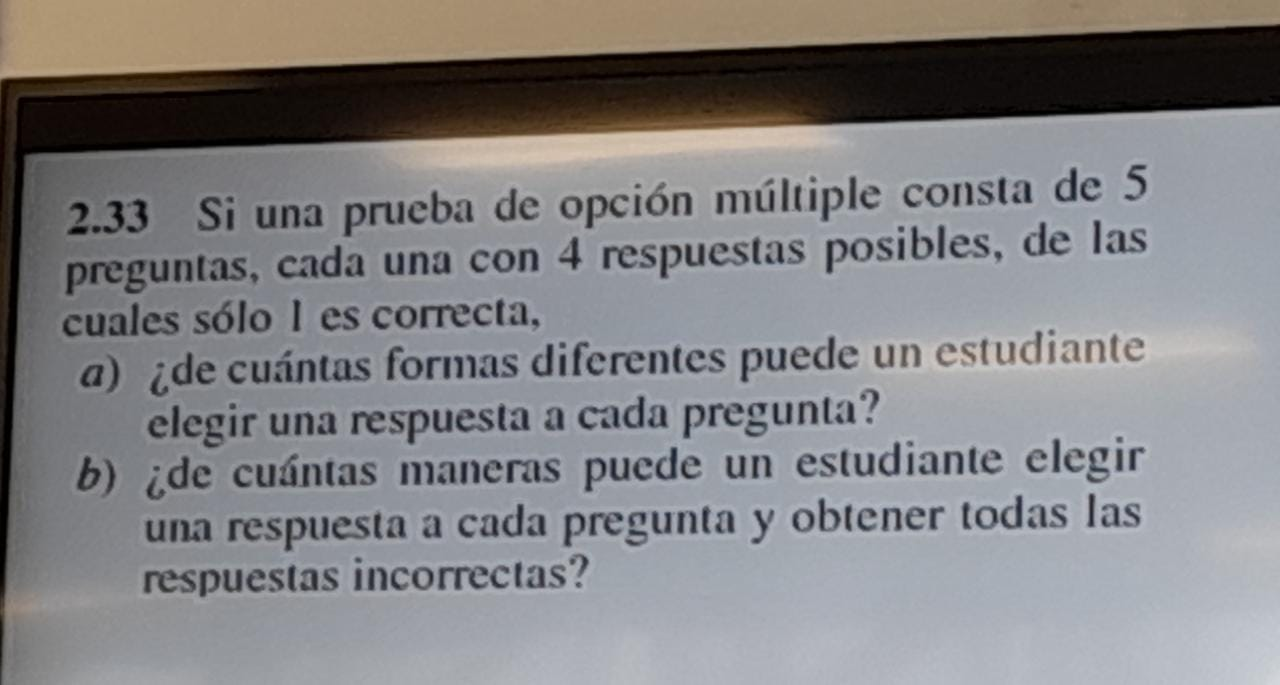 2.33 Si una prueba de opción múltiple consta de 5
preguntas, cada una con 4 respuestas posibles, de las
cuales sólo 1 es correcta,
a) ¿de cuántas formas diferentes puede un estudiante
elegir una respuesta a cada pregunta?
b) ¿de cuántas maneras puede un estudiante elegir
una respuesta a cada pregunta y obtener todas las
respuestas incorrectas?